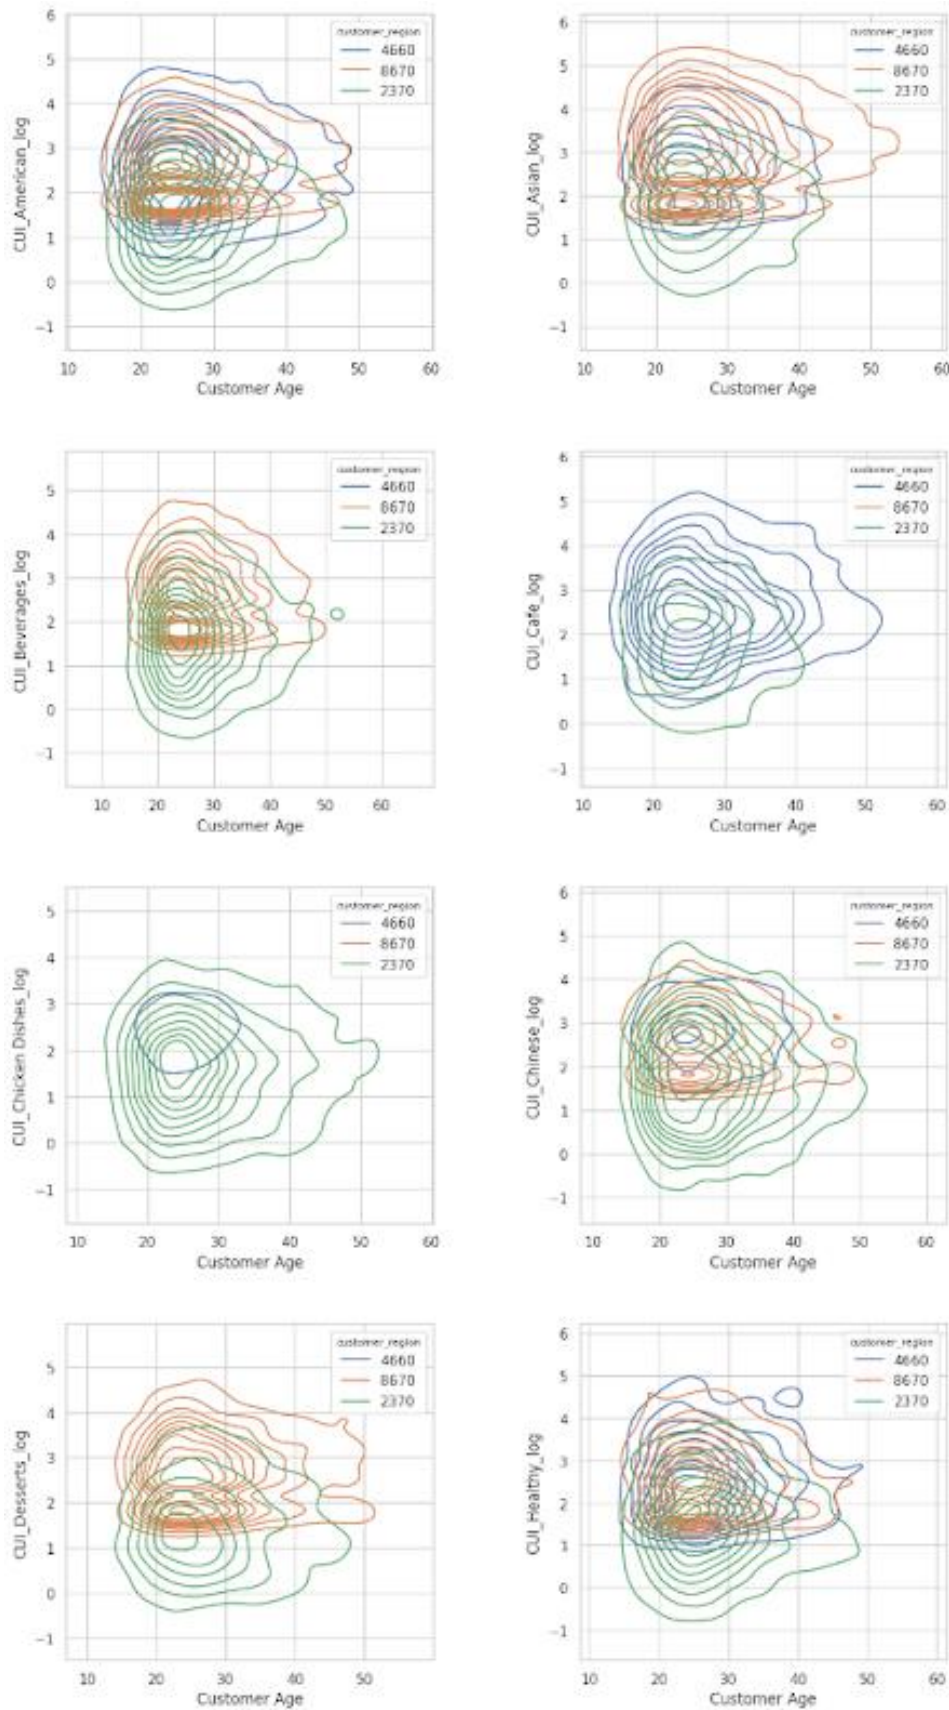 customer_region
4660
8670
2370
CUI_American_log
6
5
4
3
2
1
0
−1
10 20 30 40 50 60
Customer Age
customer_region
4660
8670
2370
CUI_Asian_log
6
5
4
3
2
1
0
−1
10 20 30 40 50 60
Customer Age
customer_region
4660
8670
2370
CUI_Beverages_log
5
4
3
2
1
0
−1
10 20 30 40 50 60
Customer Age
customer_region
4660
8670
2370
CUI_Cafe_log
6
5
4
3
2
1
0
−1
10 20 30 40 50 60
Customer Age
customer_region
4660
8670
2370
CUI_Chicken Dishes_log
5
4
3
2
1
0
−1
10 20 30 40 50 60
Customer Age
customer_region
4660
8670
2370
CUI_Chinese_log
6
5
4
3
2
1
0
−1
10 20 30 40 50 60
Customer Age
customer_region
4660
8670
2370
CUI_Desserts_log
5
4
3
2
1
0
−1
10 20 30 40 50
Customer Age
customer_region
4660
8670
2370
CUI_Healthy_log
6
5
4
3
2
1
0
−1
10 20 30 40 50 60
Customer Age